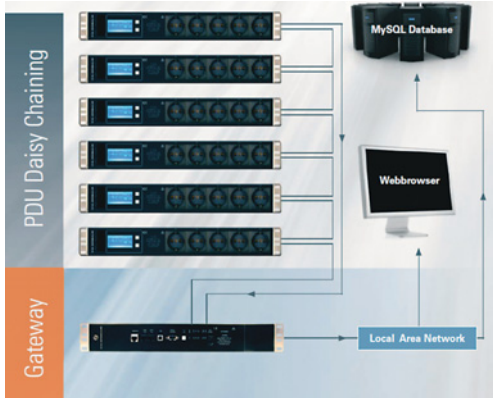 PDU Daisy Chaining
MySQL Database
Webbrowser
Gateway
Local Area Network